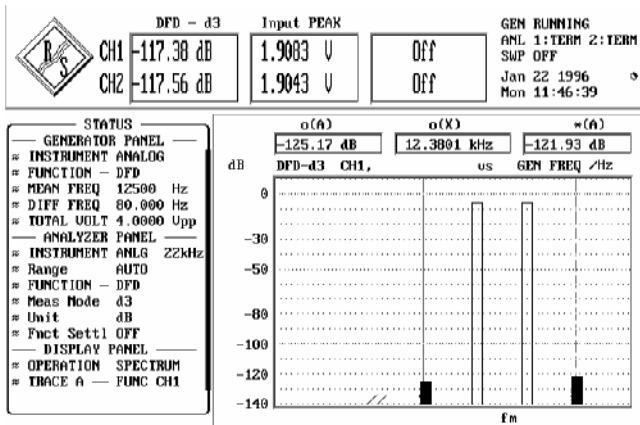 DFD - d3 Input PEAK
R S
CH1 -117.38 dB 1.9083 V Off
CH2 -117.56 dB 1.9043 V Off
GEN RUNNING
ANL 1:TERM 2:TERM
SWP OFF
Jan 22 1996
Mon 11:46:39
STATUS
GENERATOR PANEL
INSTRUMENT ANALOG
FUNCTION - DFD
MEAN FREQ 12500 Hz
DIFF FREQ 80.000 Hz
TOTAL VOLT 4.0000 Vpp
ANALYZER PANEL
INSTRUMENT ANLG 22kHz
Range AUTO
FUNCTION - DFD
Meas Mode d3
Unit dB
Fnct Settl OFF
DISPLAY PANEL
OPERATION SPECTRUM
TRACE A — FUNC CH1
o(A) o(X) *(A)
-125.17 dB 12.3801 kHz -121.93 dB
dB DFD-d3 CH1, vs GEN FREQ /Hz
0
-30
-50
-80
-100
-120
-140
fm